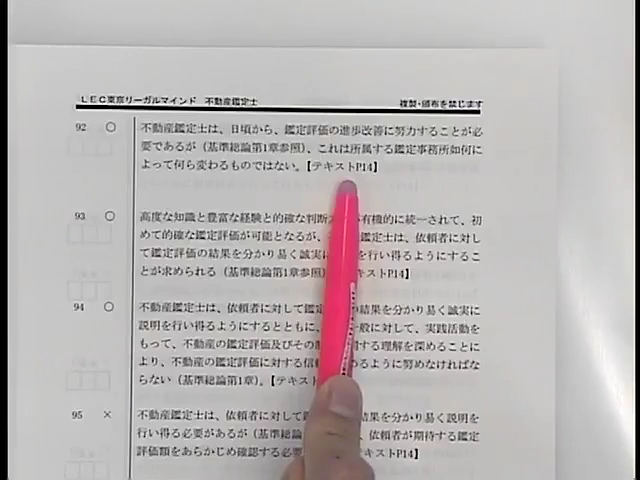 LEC東京リーガルマインド 不動産鑑定士 複製・頒布を禁じます
92 ○ 不動産鑑定士は、日頃から、鑑定評価の進歩改善に努力することが必
要であるが（基準総論第1章参照）、これは所属する鑑定事務所如何に
よって何ら変わるものではない。【テキストP14】
93 ○ 高度な知識と豊富な経験と的確な判断 有機的に統一されて、初
めて的確な鑑定評価が可能となるが、 鑑定士は、依頼者に対し
て鑑定評価の結果を分かり易く誠実に を行い得るようにするこ
とが求められる（基準総論第1章参照 キストP14】
94 ○ 不動産鑑定士は、依頼者に対して鑑定 結果を分かり易く誠実に
説明を行い得るようにするとともに、 般に対して、実践活動を
もって、不動産の鑑定評価及びその する理解を深めることに
より、不動産の鑑定評価に対する信 めるように努めなければな
らない（基準総論第1章）。【テキスト
95 × 不動産鑑定士は、依頼者に対して鑑 結果を分かり易く説明を
行い得る必要があるが（基準総論 、依頼者が期待する鑑定
評価額をあらかじめ確認する必要 P14】